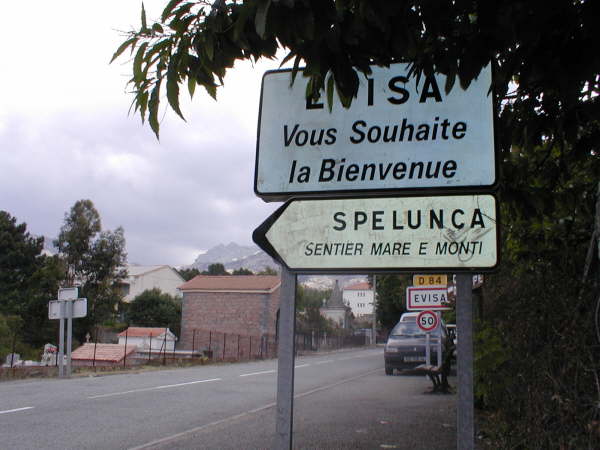 EVISA
Vous Souhaite
la Bienvenue
SPELUNCA
SENTIER MARE E MONTI
D 84
EVISA
50